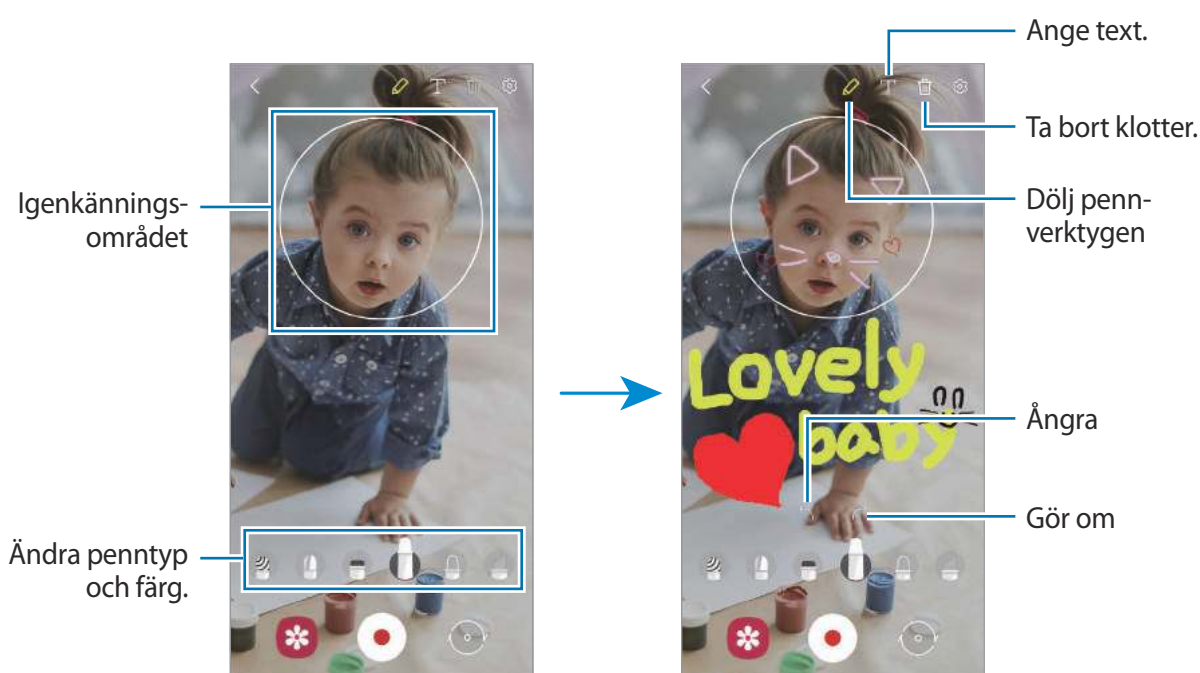 Ange text.
Ta bort klotter.
Igenkännings-
området
Dölj penn-
verktygen
Lovely
baby
Ångra
Gör om
Ändra penntyp
och färg.